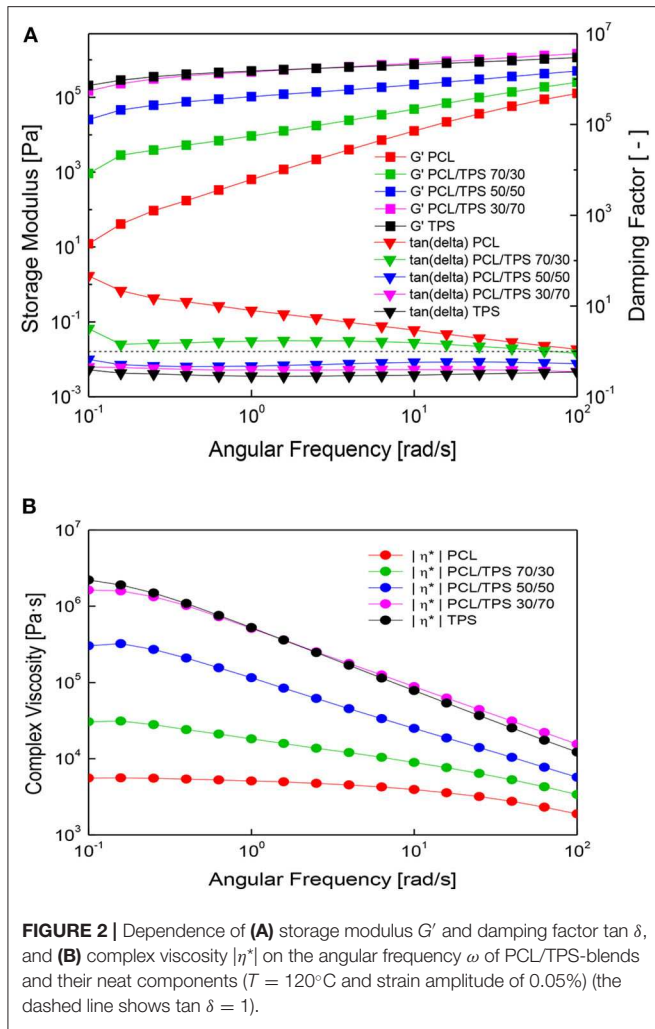 A
10^7
10^5
10^3
10^1
10^-1
10^5
10^3
10^1
10^-1
10^-3
Storage Modulus [Pa]
Damping Factor [ - ]
G' PCL
G' PCL/TPS 70/30
G' PCL/TPS 50/50
G' PCL/TPS 30/70
G' TPS
tan(delta) PCL
tan(delta) PCL/TPS 70/30
tan(delta) PCL/TPS 50/50
tan(delta) PCL/TPS 30/70
tan(delta) TPS
10^-1
10^0
10^1
10^2
Angular Frequency [rad/s]
B
10^7
10^6
10^5
10^4
10^3
Complex Viscosity [Pa·s]
| η* | PCL
| η* | PCL/TPS 70/30
| η* | PCL/TPS 50/50
| η* | PCL/TPS 30/70
| η* | TPS
10^-1
10^0
10^1
10^2
Angular Frequency [rad/s]
FIGURE 2 | Dependence of (A) storage modulus G′ and damping factor tan δ,
and (B) complex viscosity |η*| on the angular frequency ω of PCL/TPS-blends
and their neat components (T = 120°C and strain amplitude of 0.05%) (the
dashed line shows tan δ = 1).